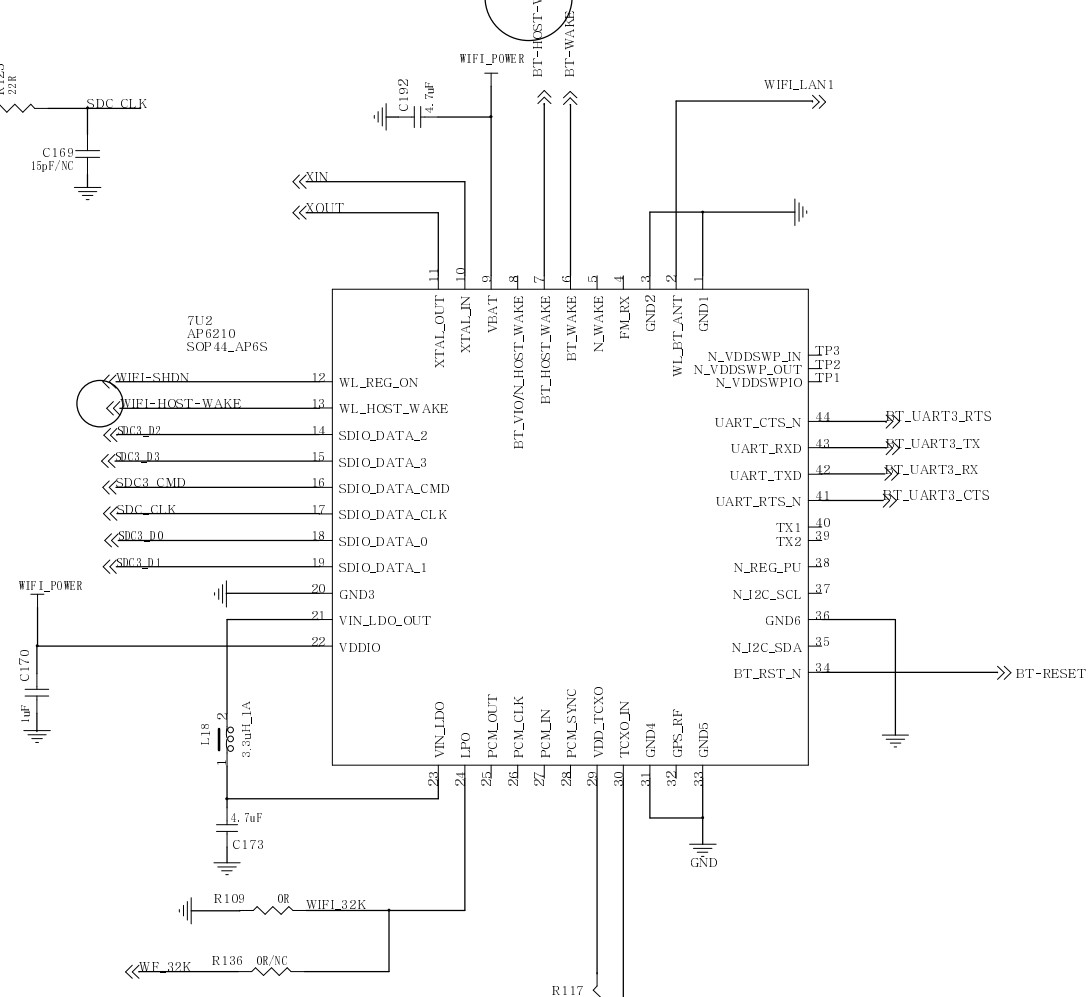 BT-HOST-W
BT-WAKE
WIFI_POWER
R125
22R
SDC_CLK
C192
4.7uF
WIFI_LAN1
C169
15pF/NC
XIN
XOUT
11
10
9
8
7
6
5
4
3
2
1
XTAL_OUT
XTAL_IN
VBAT
BT_VIO/N_HOST_WAKE
BT_HOST_WAKE
BT_WAKE
N_WAKE
FM_RX
GND2
WL_BT_ANT
GND1
7U2
AP6210
SOP44_AP6S
N_VDDSWP_IN TP3
N_VDDSWP_OUT TP2
N_VDDSWPIO TP1
WIFI-SHDN 12 WL_REG_ON
WIFI-HOST-WAKE 13 WL_HOST_WAKE
SDC3_D2 14 SDIO_DATA_2
SDC3_D3 15 SDIO_DATA_3
SDC3_CMD 16 SDIO_DATA_CMD
SDC_CLK 17 SDIO_DATA_CLK
SDC3_D0 18 SDIO_DATA_0
SDC3_D1 19 SDIO_DATA_1
20 GND3
21 VIN_LDO_OUT
22 VDDIO
UART_CTS_N 44 BT_UART3_RTS
UART_RXD 43 BT_UART3_TX
UART_TXD 42 BT_UART3_RX
UART_RTS_N 41 BT_UART3_CTS
TX1 40
TX2 39
N_REG_PU 38
N_I2C_SCL 37
GND6 36
N_I2C_SDA 35
BT_RST_N 34 BT-RESET
WIFI_POWER
C170
1uF
L18
2
1
3.3uH_1A
VIN_LDO
LPO
PCM_OUT
PCM_CLK
PCM_IN
PCM_SYNC
VDD_TCXO
TCXO_IN
GND4
GPS_RF
GND5
23
24
25
26
27
28
29
30
31
32
33
4.7uF
C173
GND
R109 0R WIFI_32K
WF_32K R136 0R/NC
R117